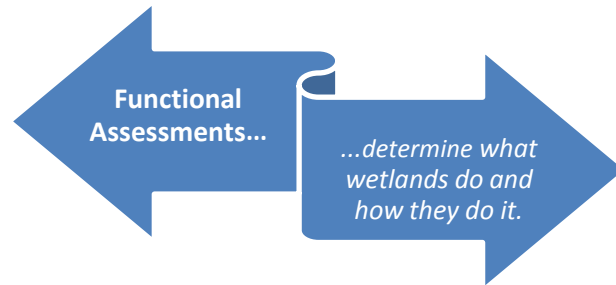 Functional
Assessments...
...determine what
wetlands do and
how they do it.